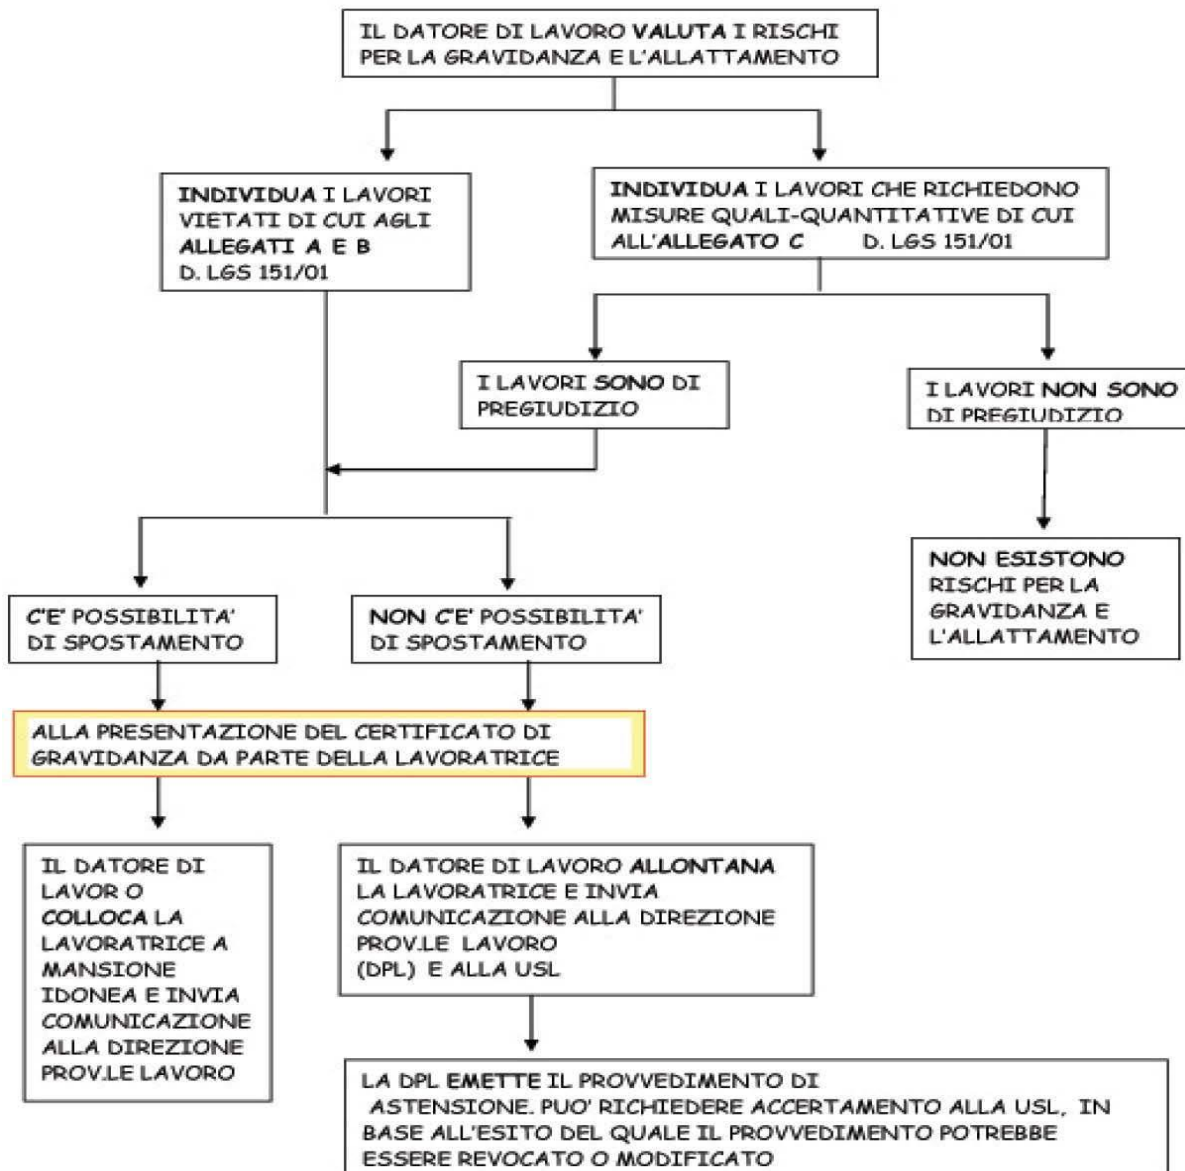 IL DATORE DI LAVORO VALUTA I RISCHI
PER LA GRAVIDANZA E L'ALLATTAMENTO
INDIVIDUA I LAVORI
VIETATI DI CUI AGLI
ALLEGATI A E B
D. LGS 151/01
INDIVIDUA I LAVORI CHE RICHIEDONO
MISURE QUALI-QUANTITATIVE DI CUI
ALL'ALLEGATO C D. LGS 151/01
I LAVORI SONO DI
PREGIUDIZIO
I LAVORI NON SONO
DI PREGIUDIZIO
NON ESISTONO
RISCHI PER LA
GRAVIDANZA E
L'ALLATTAMENTO
C'E' POSSIBILITA'
DI SPOSTAMENTO
NON C'E' POSSIBILITA'
DI SPOSTAMENTO
ALLA PRESENTAZIONE DEL CERTIFICATO DI
GRAVIDANZA DA PARTE DELLA LAVORATRICE
IL DATORE DI
LAVOR O
COLLOCA LA
LAVORATRICE A
MANSIONE
IDONEA E INVIA
COMUNICAZIONE
ALLA DIREZIONE
PROV.LE LAVORO
IL DATORE DI LAVORO ALLONTANA
LA LAVORATRICE E INVIA
COMUNICAZIONE ALLA DIREZIONE
PROV.LE LAVORO
(DPL) E ALLA USL
LA DPL EMETTE IL PROVVEDIMENTO DI
ASTENSIONE. PUO' RICHIEDERE ACCERTAMENTO ALLA USL, IN
BASE ALL'ESITO DEL QUALE IL PROVVEDIMENTO POTREBBE
ESSERE REVOCATO O MODIFICATO